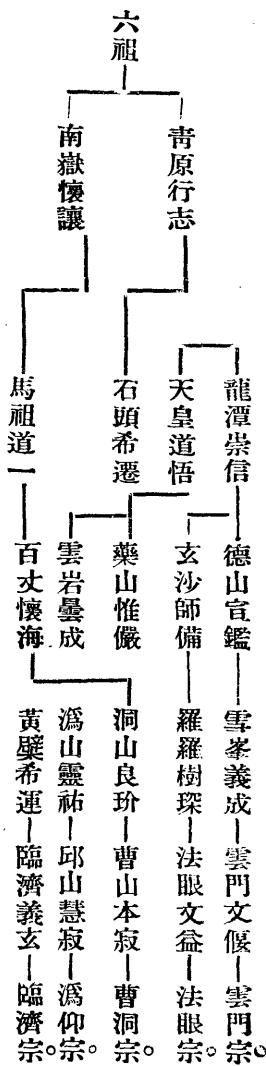 六祖
靑原行志
南嶽懷讓
龍潭崇信
天皇道悟
石頭希遷
馬祖道一
德山宣鑑
玄沙師備
藥山惟儼
雲岩曇成
百丈懷海
雪峯義成—雲門文偃—雲門宗。
羅羅樹琛—法眼文益—法眼宗。
洞山良玠—曹山本寂—曹洞宗。
潙山靈祐—邱山慧寂—潙仰宗。
黃檗希運—臨濟義玄—臨濟宗。